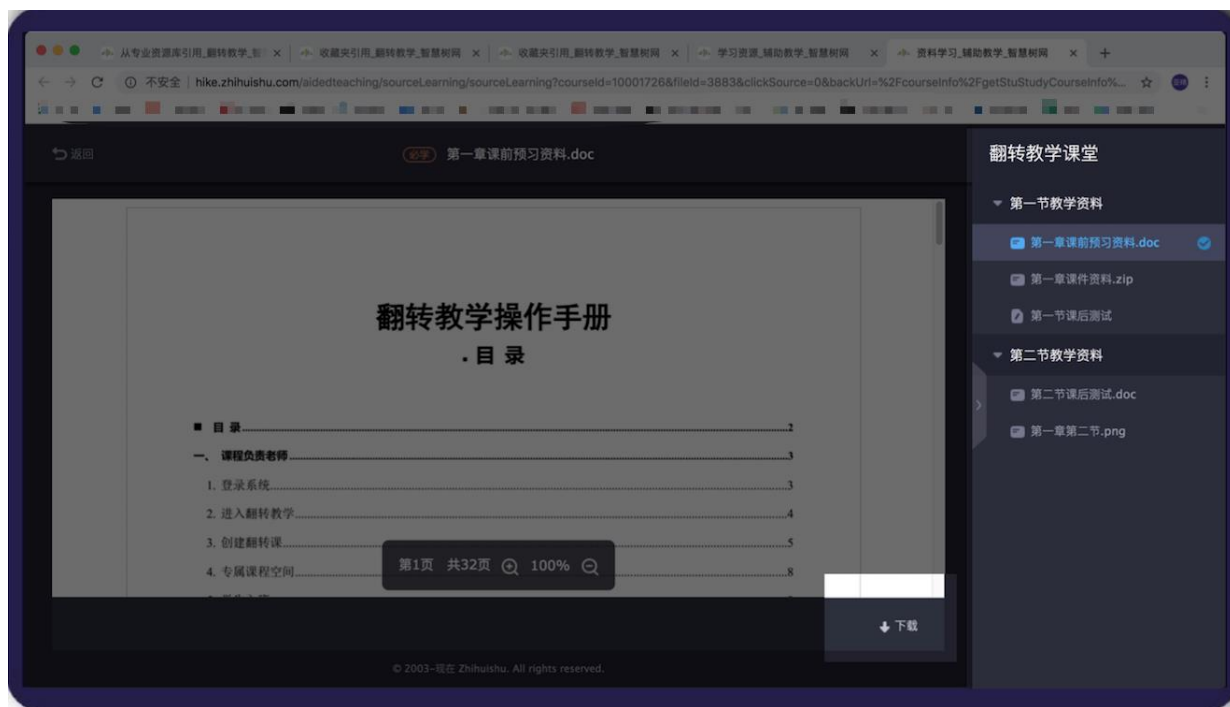 从专业资源库引用_翻转教学_智
收藏夹引用_翻转教学_智慧树网
收藏夹引用_翻转教学_智慧树网
学习资源_辅助教学_智慧树网
资料学习_辅助教学_智慧树网
不安全 | hike.zhihuishu.com/aidedteaching/sourceLearning/sourceLearning?courseId=10001726&fileId=3883&clickSource=0&backUrl=%2FcourseInfo%2FgetStuStudyCourseInfo%...
返回
必学 第一章课前预习资料.doc
翻转教学操作手册
.目 录
■ 目 录 2
一、 课程负责老师 3
1. 登录系统 3
2. 进入翻转教学 4
3. 创建翻转课 5
4. 专属课程空间 8
第1页 共32页 100%
下载
© 2003-现在 Zhihuishu. All rights reserved.
翻转教学课堂
第一节教学资料
第一章课前预习资料.doc
第一章课件资料.zip
第一节课后测试
第二节教学资料
第二节课后测试.doc
第一章第二节.png